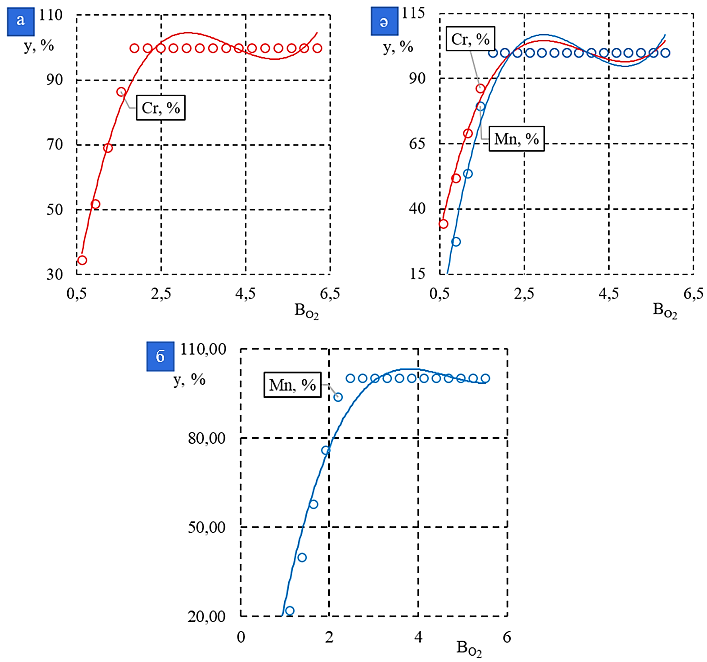 а
y, %
110
90
70
50
30
Cr, %
0,5
2,5
4,5
6,5
BO2
ә
y, %
115
90
65
40
15
Cr, %
Mn, %
0,5
2,5
4,5
6,5
BO2
б
y, %
110,00
80,00
50,00
20,00
Mn, %
0
2
4
6
BO2